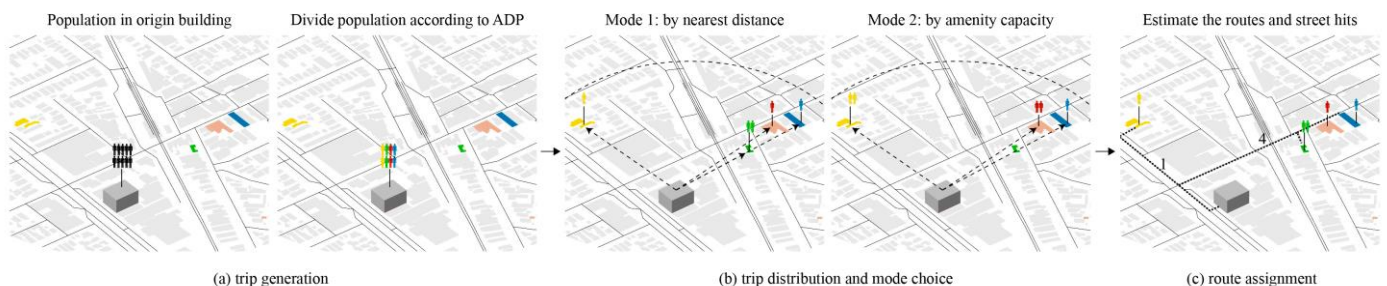 Population in origin building
Divide population according to ADP
Mode 1: by nearest distance
Mode 2: by amenity capacity
Estimate the routes and street hits
1
4
(a) trip generation
(b) trip distribution and mode choice
(c) route assignment